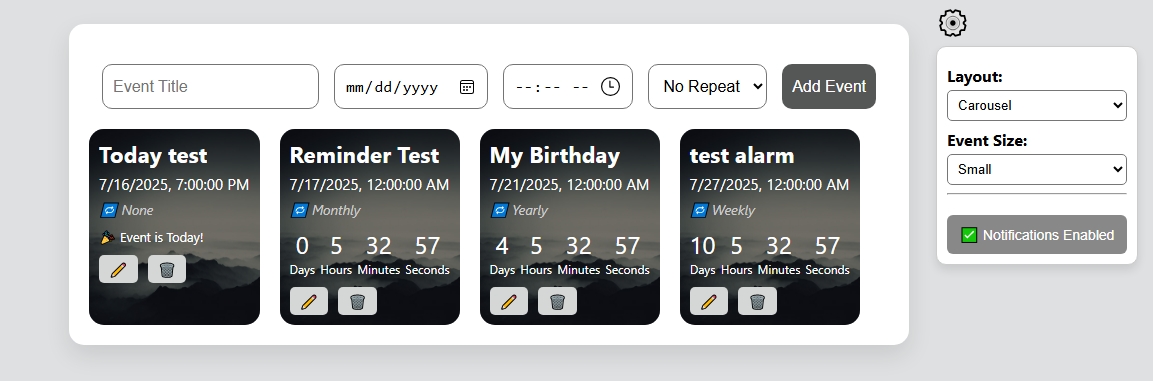 Event Title
mm/dd/yyyy
--:-- --
No Repeat
Add Event
Today test
7/16/2025, 7:00:00 PM
None
Event is Today!
Reminder Test
7/17/2025, 12:00:00 AM
Monthly
0 5 32 57
Days Hours Minutes Seconds
My Birthday
7/21/2025, 12:00:00 AM
Yearly
4 5 32 57
Days Hours Minutes Seconds
test alarm
7/27/2025, 12:00:00 AM
Weekly
10 5 32 57
Days Hours Minutes Seconds
Layout:
Carousel
Event Size:
Small
Notifications Enabled